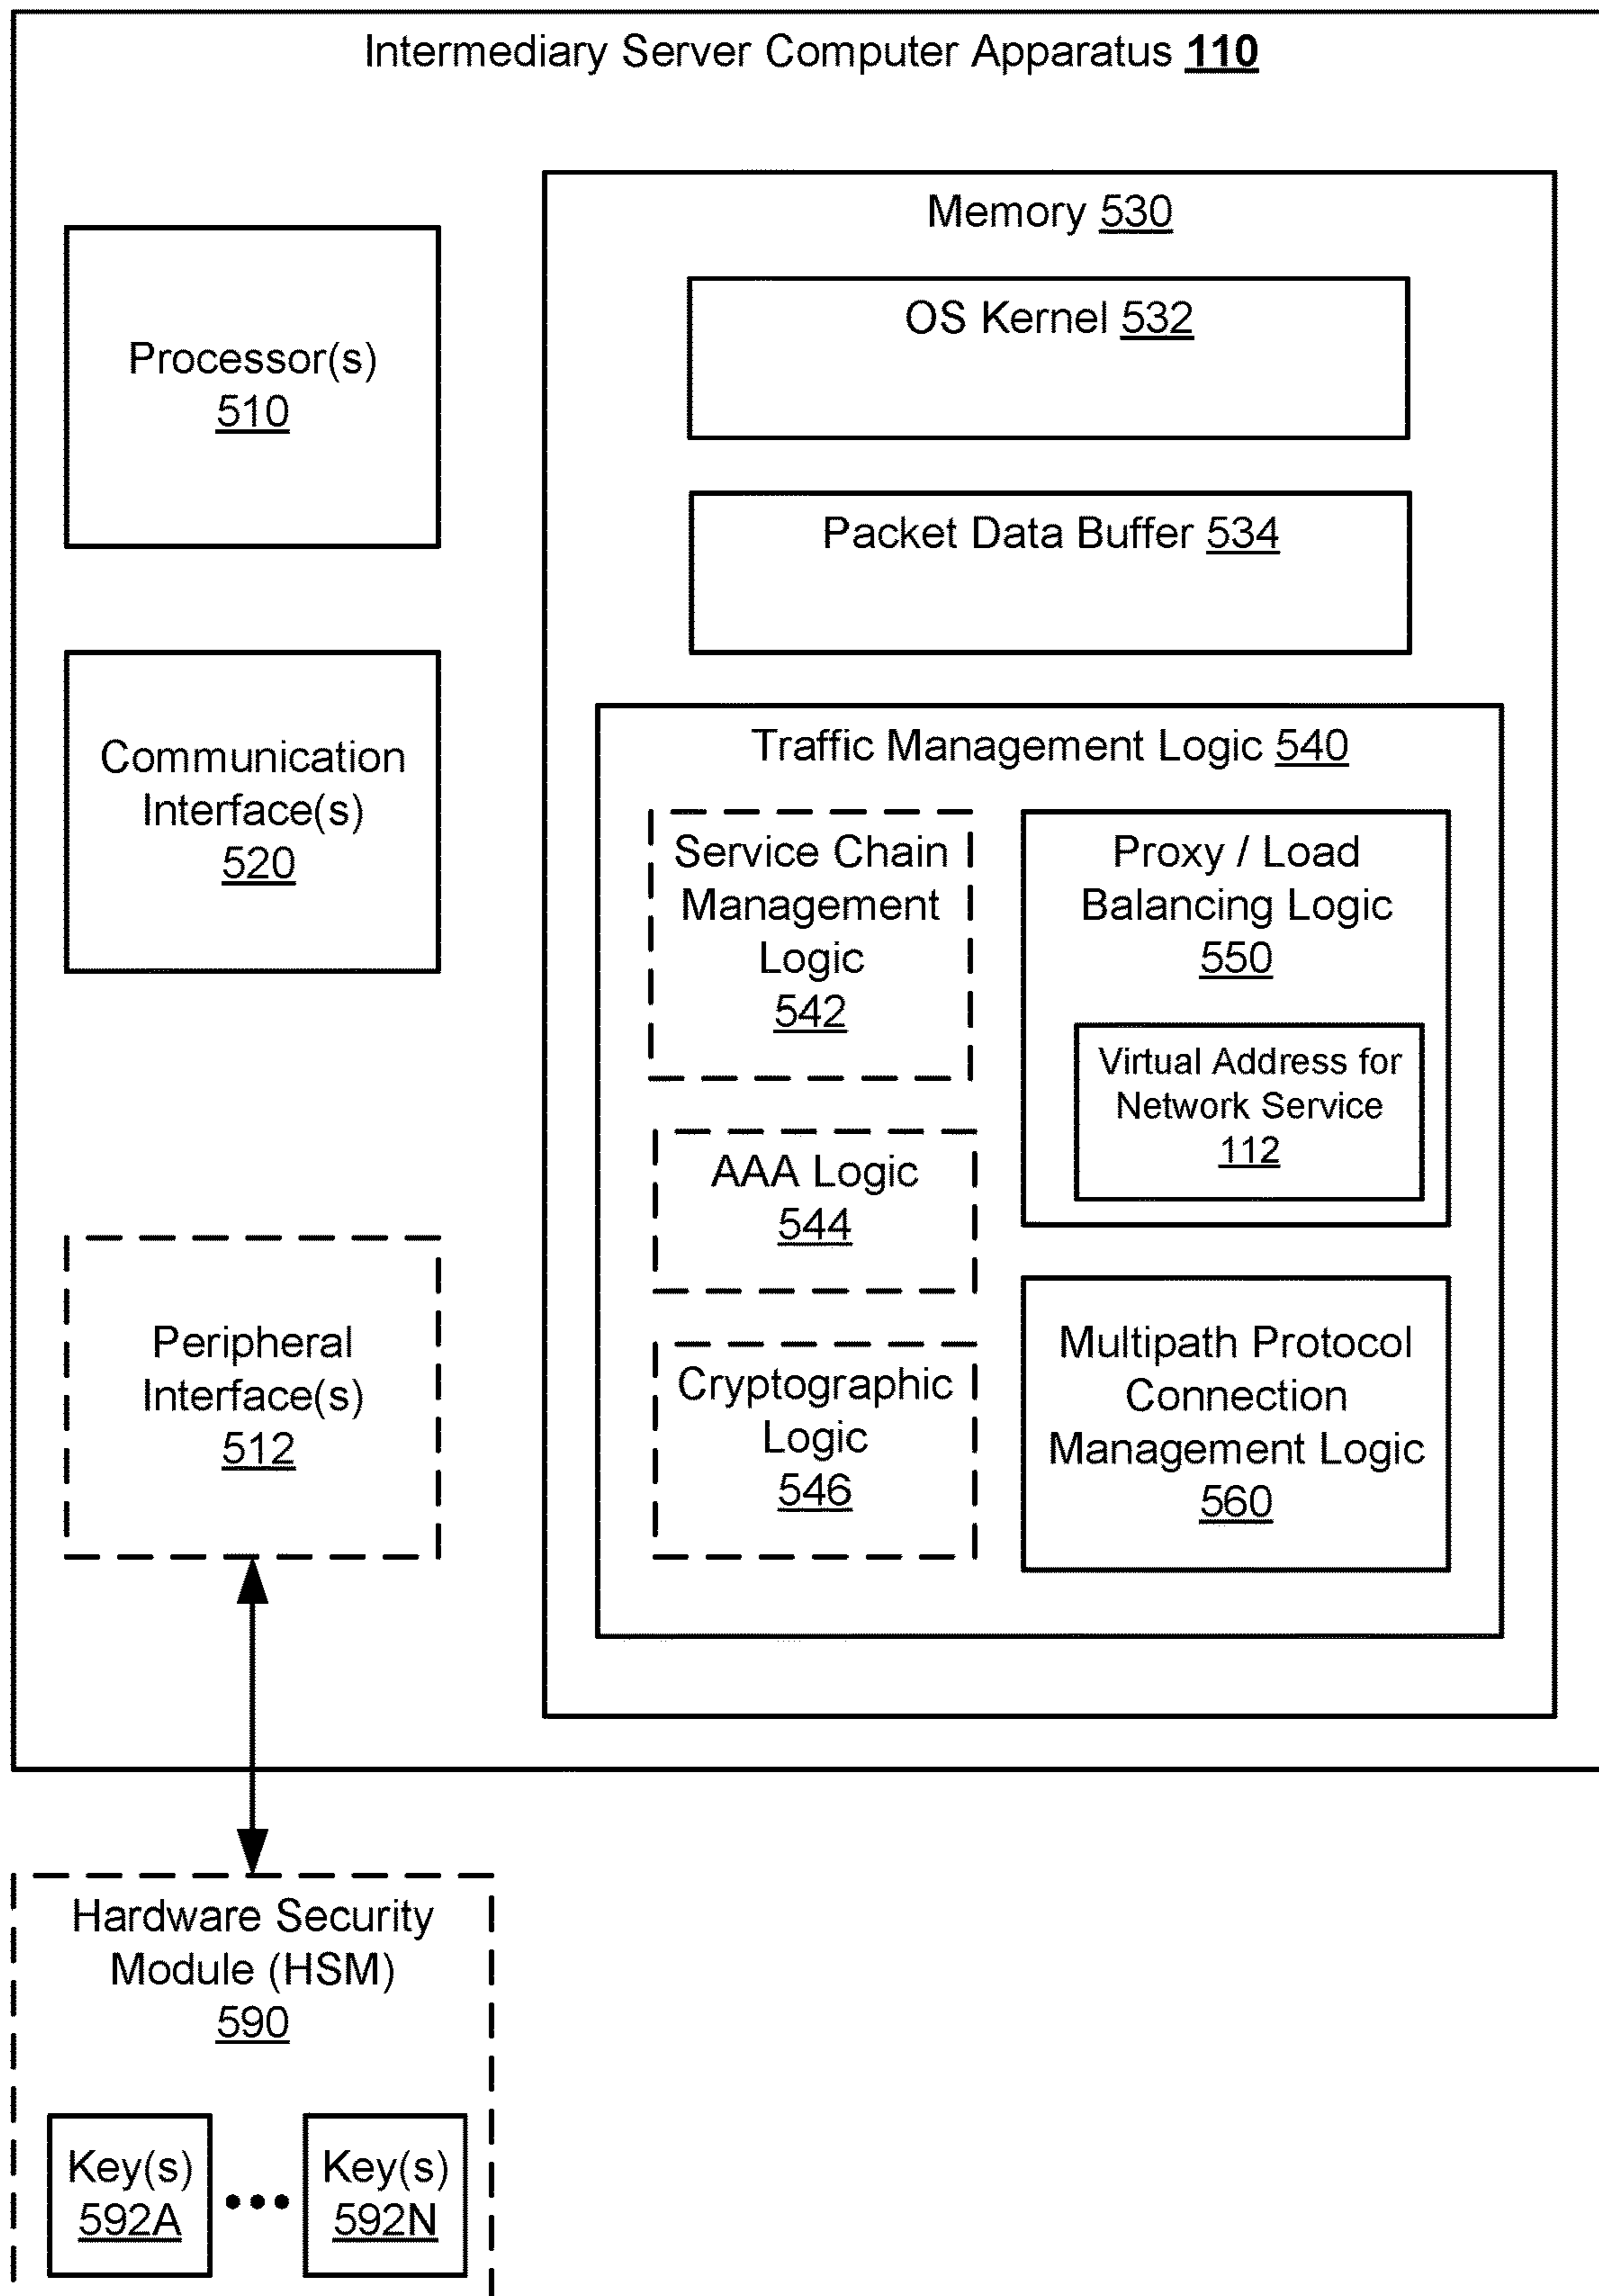 Intermediary Server Computer Apparatus 110
Processor(s)
510
Communication
Interface(s)
520
Peripheral
Interface(s)
512
Memory 530
OS Kernel 532
Packet Data Buffer 534
Traffic Management Logic 540
Service Chain
Management
Logic
542
AAA Logic
544
Cryptographic
Logic
546
Proxy / Load
Balancing Logic
550
Virtual Address for
Network Service
112
Multipath Protocol
Connection
Management Logic
560
Hardware Security
Module (HSM)
590
Key(s)
592A
•••
Key(s)
592N